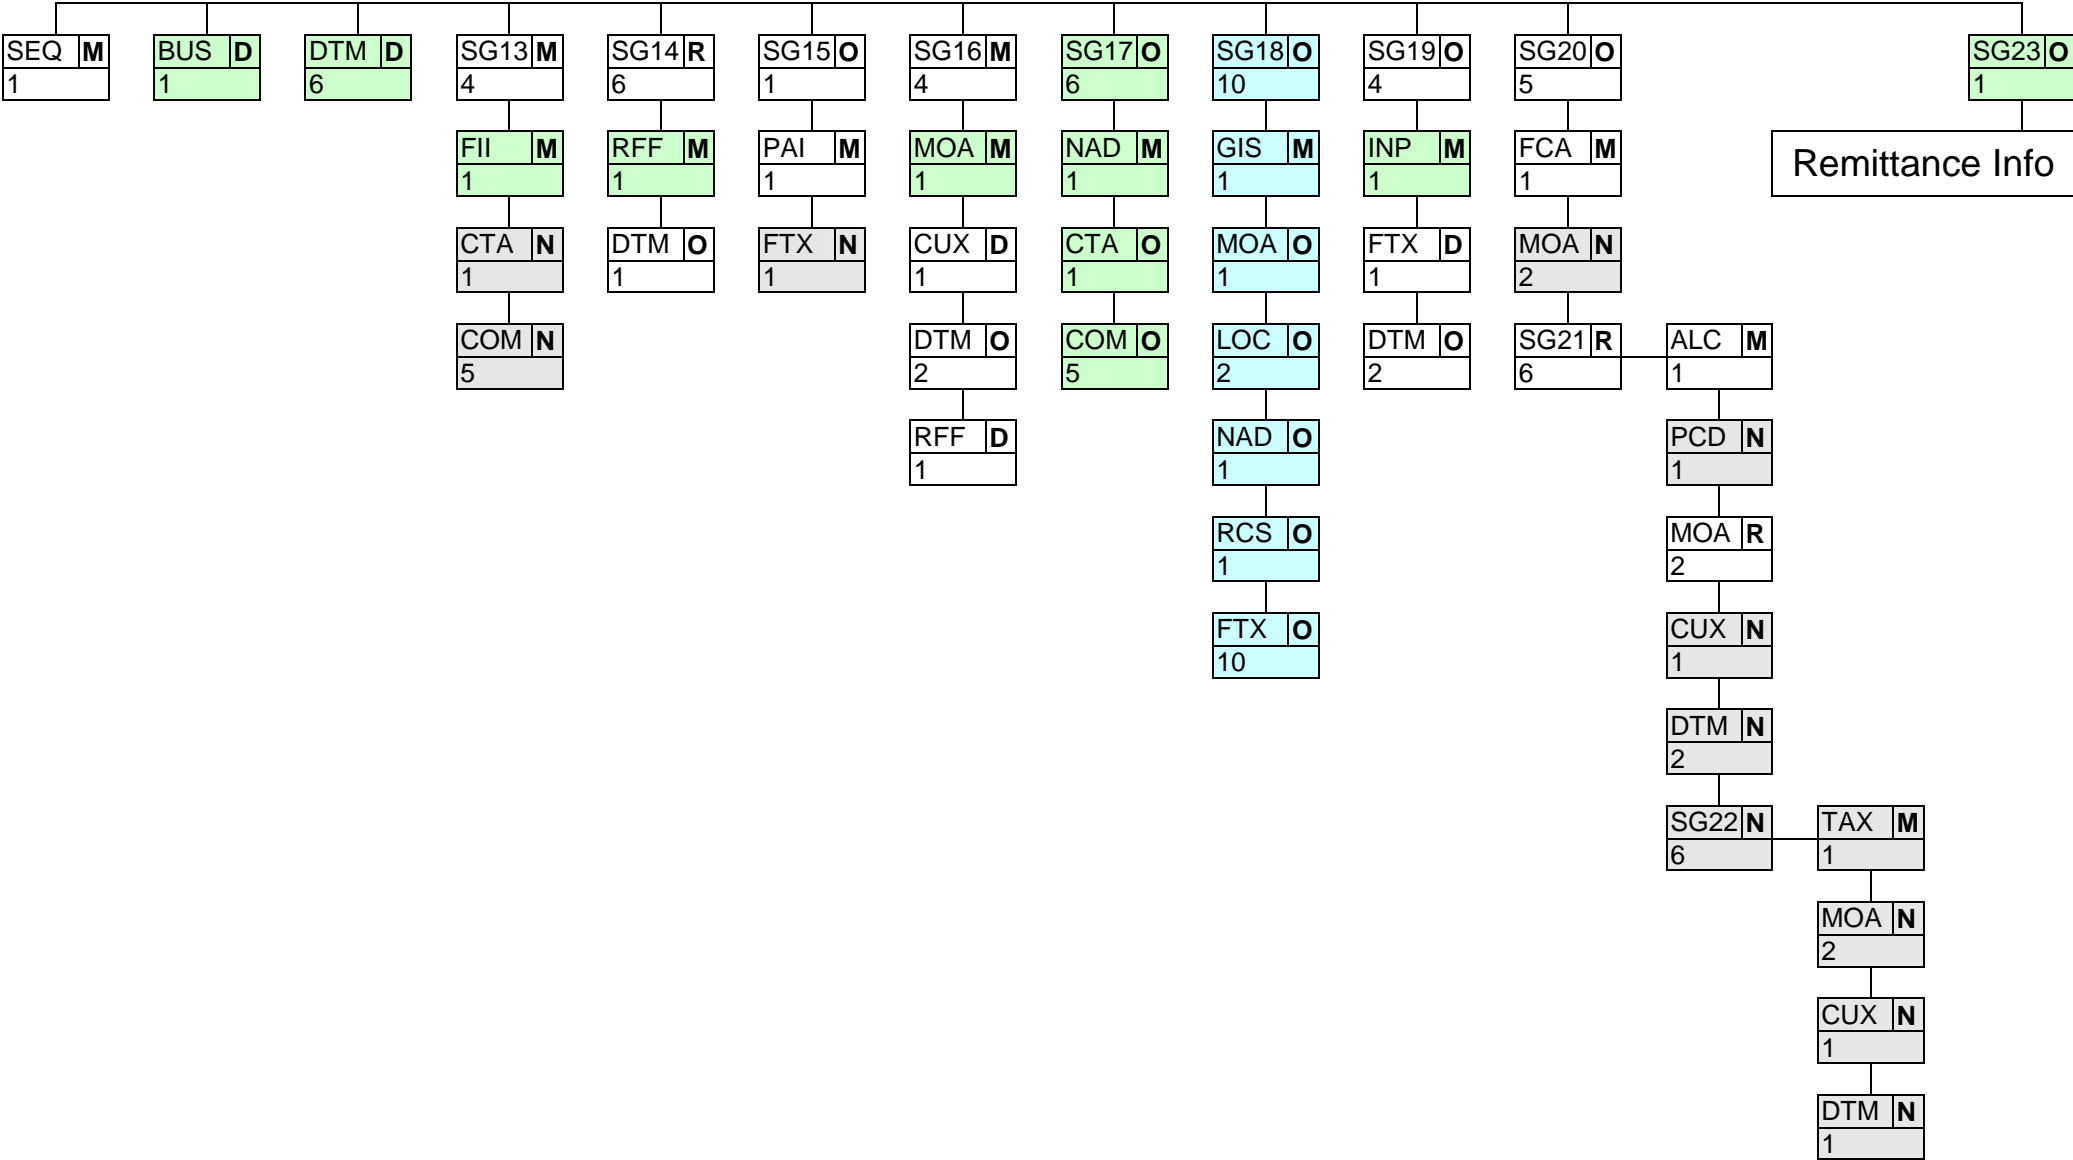 SEQ M BUS D DTM D SG13 M SG14 R SG15 O SG16 M SG17 O SG18 O SG19 O SG20 O SG23 O
1 1 6 4 6 1 4 6 10 4 5 1
FII M RFF M PAI M MOA M NAD M GIS M INP M FCA M Remittance Info
1 1 1 1 1 1 1 1
CTA N DTM O FTX N CUX D CTA O MOA O FTX D MOA N
1 1 1 1 1 1 1 2
COM N DTM O COM O LOC O DTM O SG21 R ALC M
5 2 5 2 2 6 1
RFF D NAD O PCD N
1 1 1
RCS O MOA R
1 2
FTX O CUX N
10 1
DTM N
2
SG22 N TAX M
6 1
MOA N
2
CUX N
1
DTM N
1